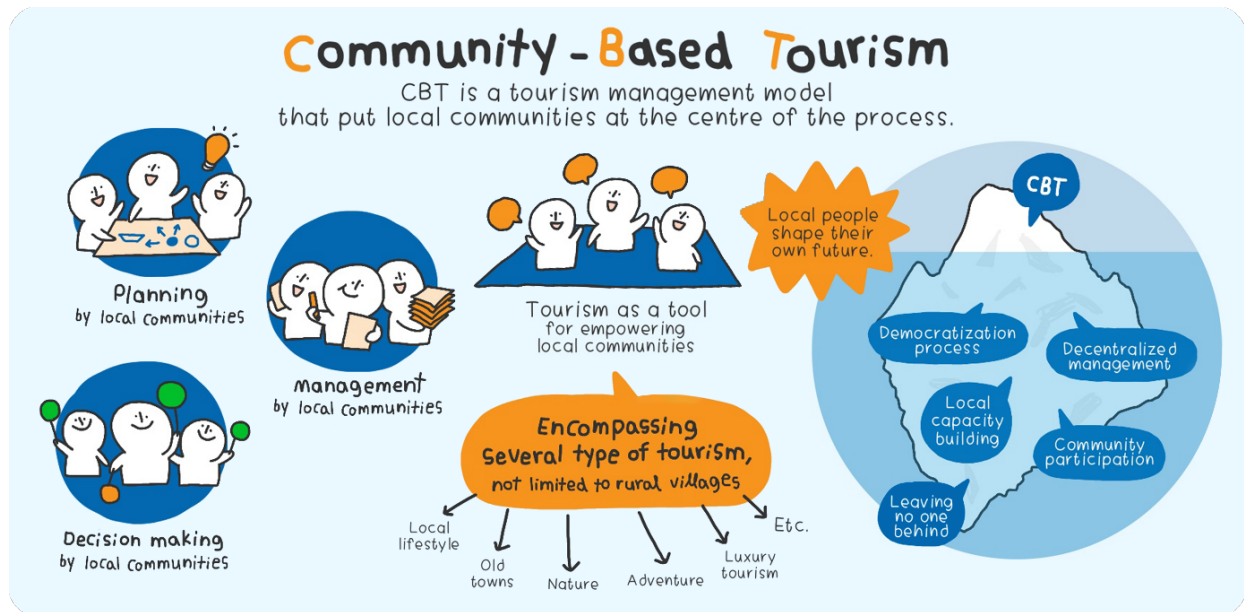 Community-Based Tourism
CBT is a tourism management model
that put local communities at the centre of the process.
Planning
by local communities
Management
by local communities
Decision making
by local communities
Tourism as a tool
for empowering
local communities
Local people
shape their
own future.
Encompassing
several type of tourism,
not limited to rural villages
Local
lifestyle
Old
towns
Nature
Adventure
Luxury
tourism
Etc.
CBT
Democratization
process
Decentralized
management
Local
capacity
building
Community
participation
Leaving
no one
behind